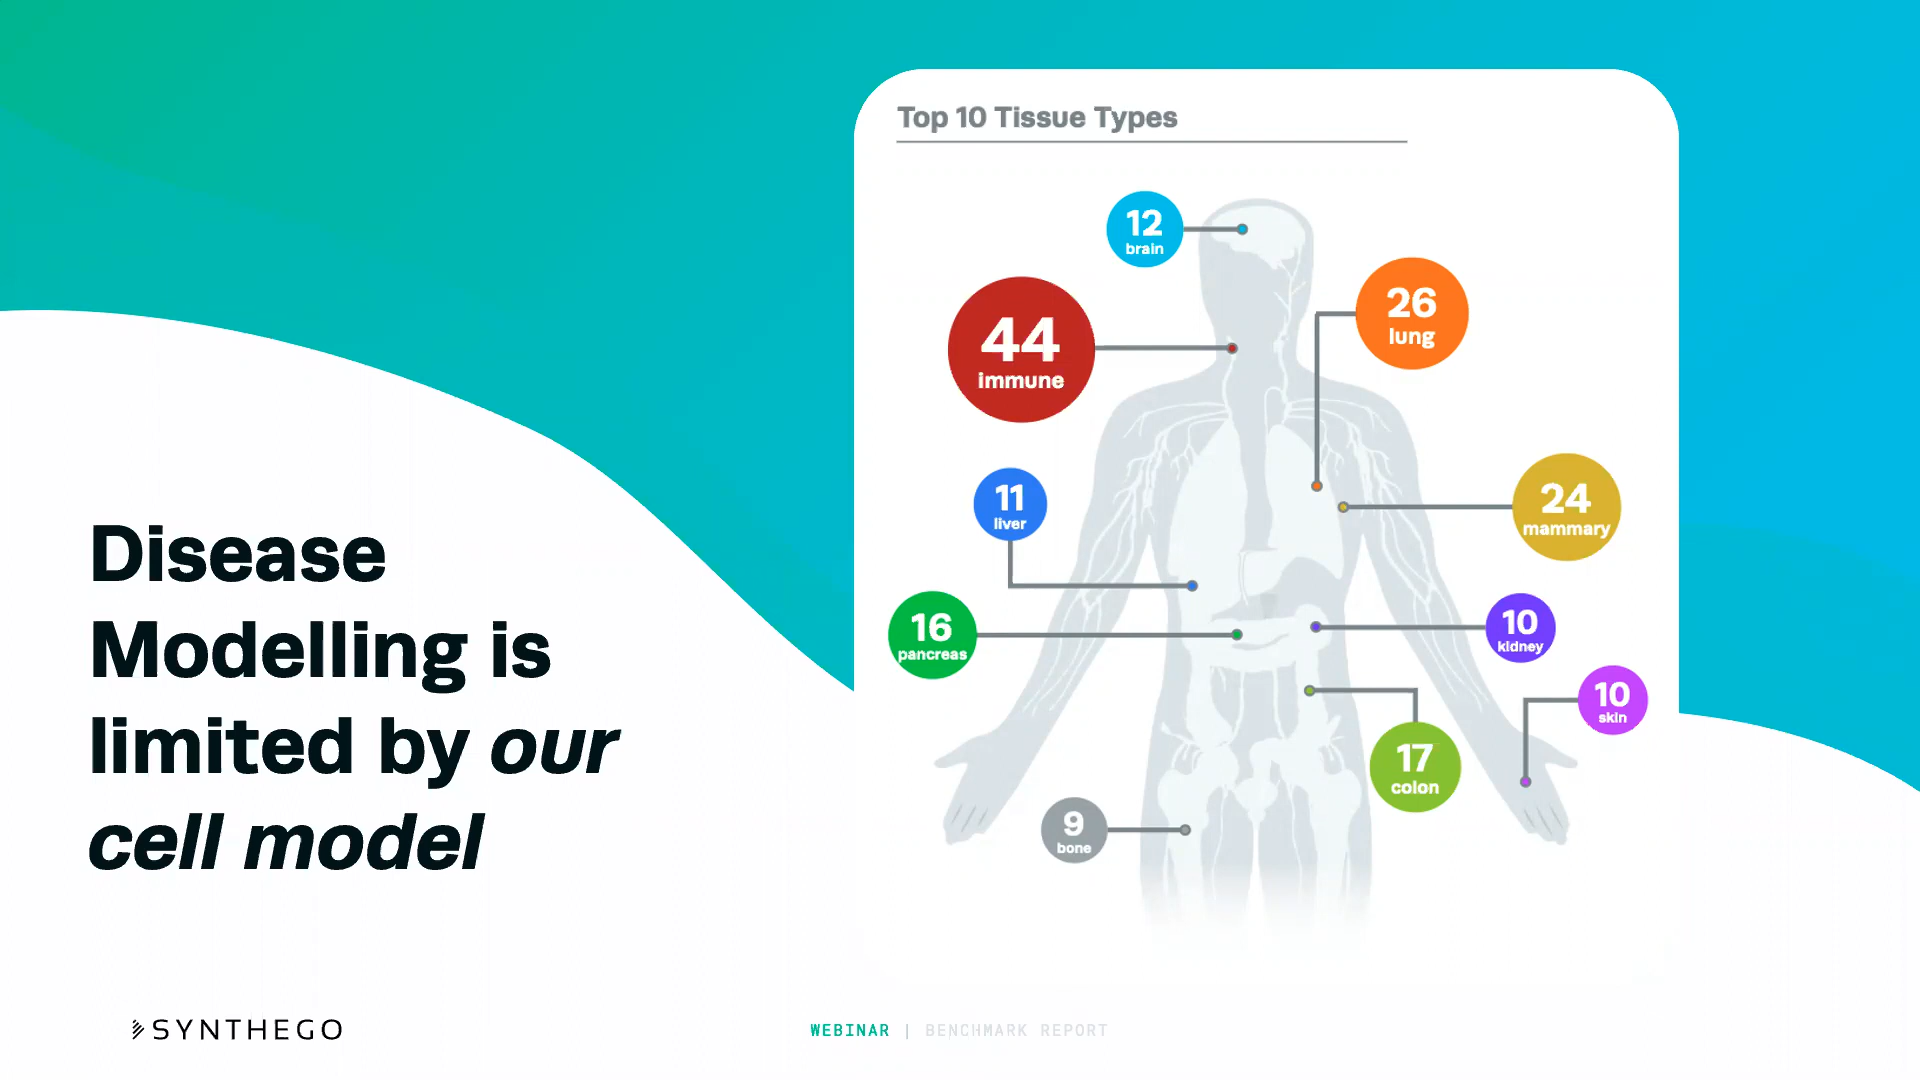 Top 10 Tissue Types
12
brain
26
lung
44
immune
11
liver
24
mammary
16
pancreas
10
kidney
10
skin
17
colon
9
bone
Disease
Modelling is
limited by our
cell model
SYNTHEGO
WEBINAR | BENCHMARK REPORT